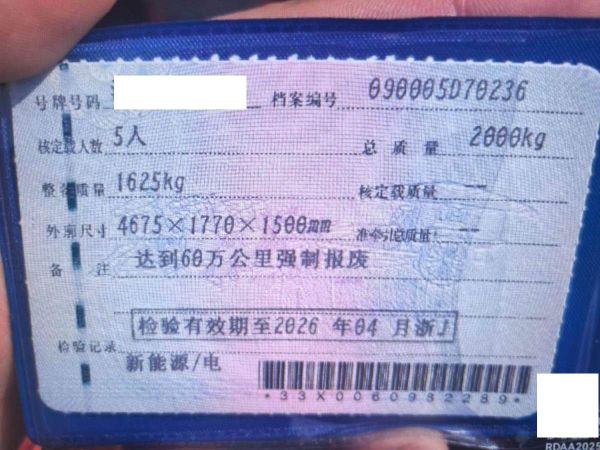 号牌号码 档案编号 090005D70236
核定载人数 5人 总质量 2000kg
整备质量 1625kg 核定载质量 --
外廓尺寸 4675×1770×1500mm 准牵引总质量 --
备注 达到60万公里强制报废
检验有效期至2026 年04 月浙J
检验记录
新能源/电
*33X0060982289*
RDAA2025